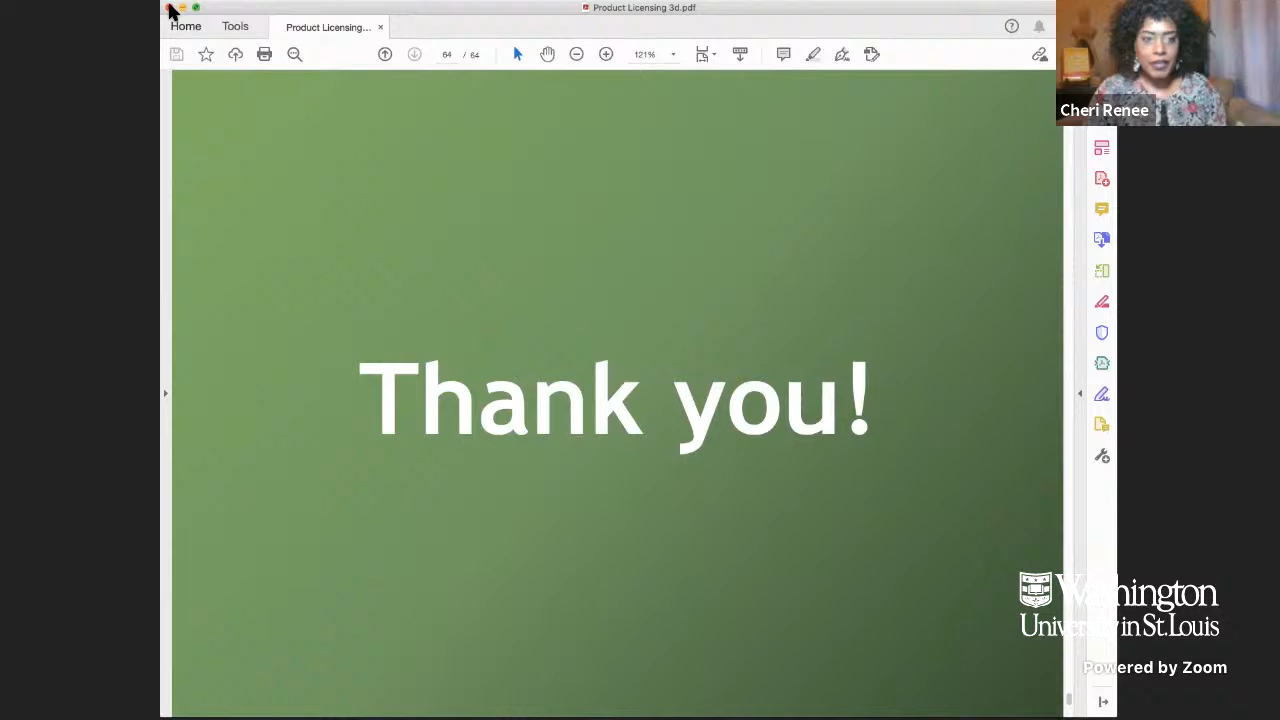 Product Licensing 3d.pdf
Home
Tools
Product Licensing... ×
64 / 64
121%
Cheri Renee
Thank you!
Washington
University in St. Louis
Powered by Zoom